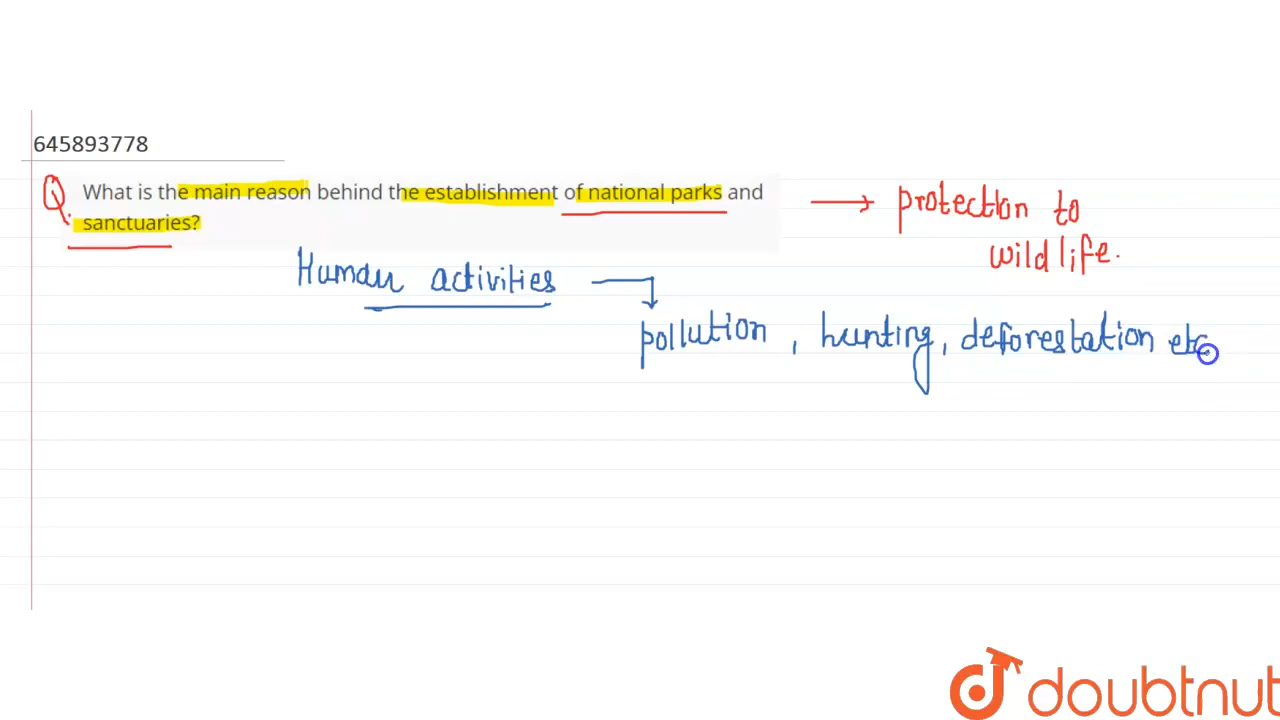 645893778
Q. What is the main reason behind the establishment of national parks and
sanctuaries?
→ protection to
wildlife.
Human activities
pollution, hunting, deforestation etc
doubtnut